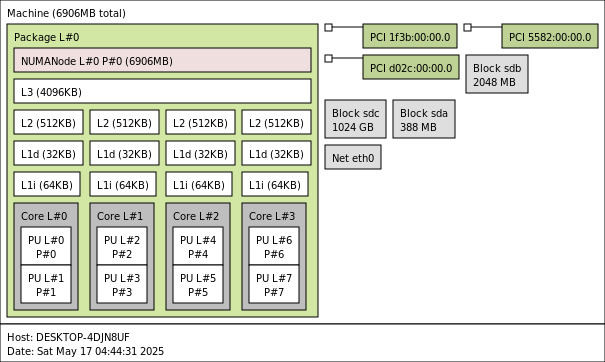 Machine (6906MB total)
Package L#0
NUMANode L#0 P#0 (6906MB)
L3 (4096KB)
L2 (512KB) L2 (512KB) L2 (512KB) L2 (512KB)
L1d (32KB) L1d (32KB) L1d (32KB) L1d (32KB)
L1i (64KB) L1i (64KB) L1i (64KB) L1i (64KB)
Core L#0 Core L#1 Core L#2 Core L#3
PU L#0 PU L#2 PU L#4 PU L#6
P#0 P#2 P#4 P#6
PU L#1 PU L#3 PU L#5 PU L#7
P#1 P#3 P#5 P#7
PCI 1f3b:00:00.0 PCI 5582:00:00.0
PCI d02c:00:00.0
Block sdb
2048 MB
Block sdc
1024 GB
Block sda
388 MB
Net eth0
Host: DESKTOP-4DJN8UF
Date: Sat May 17 04:44:31 2025